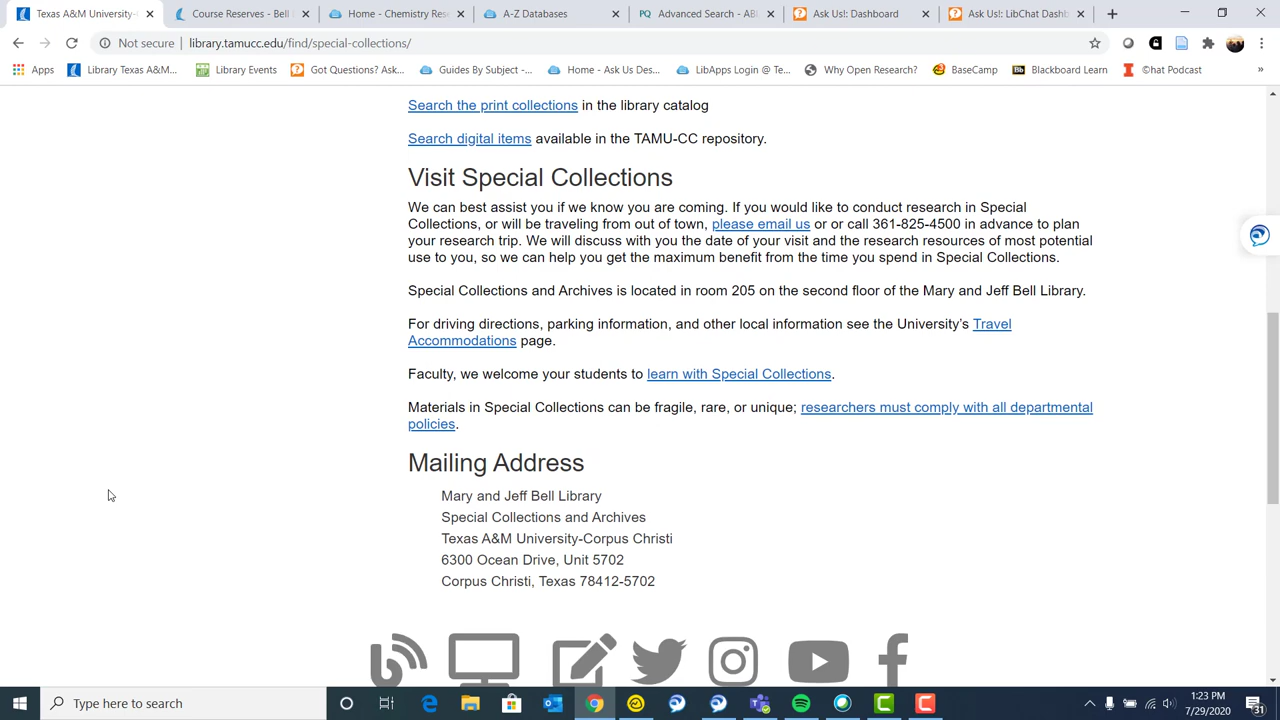 Texas A&M University-
Course Reserves - Bell
Home - Chemistry Res
A-Z Databases
PQ Advanced Search - AB
Ask Us!: Dashboard
Ask Us!: LibChat Dashb
Not secure library.tamucc.edu/find/special-collections/
Apps
Library Texas A&M...
Library Events
Got Questions? Ask...
Guides By Subject -...
Home - Ask Us Des...
LibApps Login @ Te...
Why Open Research?
BaseCamp
Bb Blackboard Learn
©hat Podcast
»
Search the print collections in the library catalog
Search digital items available in the TAMU-CC repository.
Visit Special Collections
We can best assist you if we know you are coming. If you would like to conduct research in Special
Collections, or will be traveling from out of town, please email us or or call 361-825-4500 in advance to plan
your research trip. We will discuss with you the date of your visit and the research resources of most potential
use to you, so we can help you get the maximum benefit from the time you spend in Special Collections.
Special Collections and Archives is located in room 205 on the second floor of the Mary and Jeff Bell Library.
For driving directions, parking information, and other local information see the University's Travel
Accommodations page.
Faculty, we welcome your students to learn with Special Collections.
Materials in Special Collections can be fragile, rare, or unique; researchers must comply with all departmental
policies.
Mailing Address
Mary and Jeff Bell Library
Special Collections and Archives
Texas A&M University-Corpus Christi
6300 Ocean Drive, Unit 5702
Corpus Christi, Texas 78412-5702
Type here to search
1:23 PM
7/29/2020
31